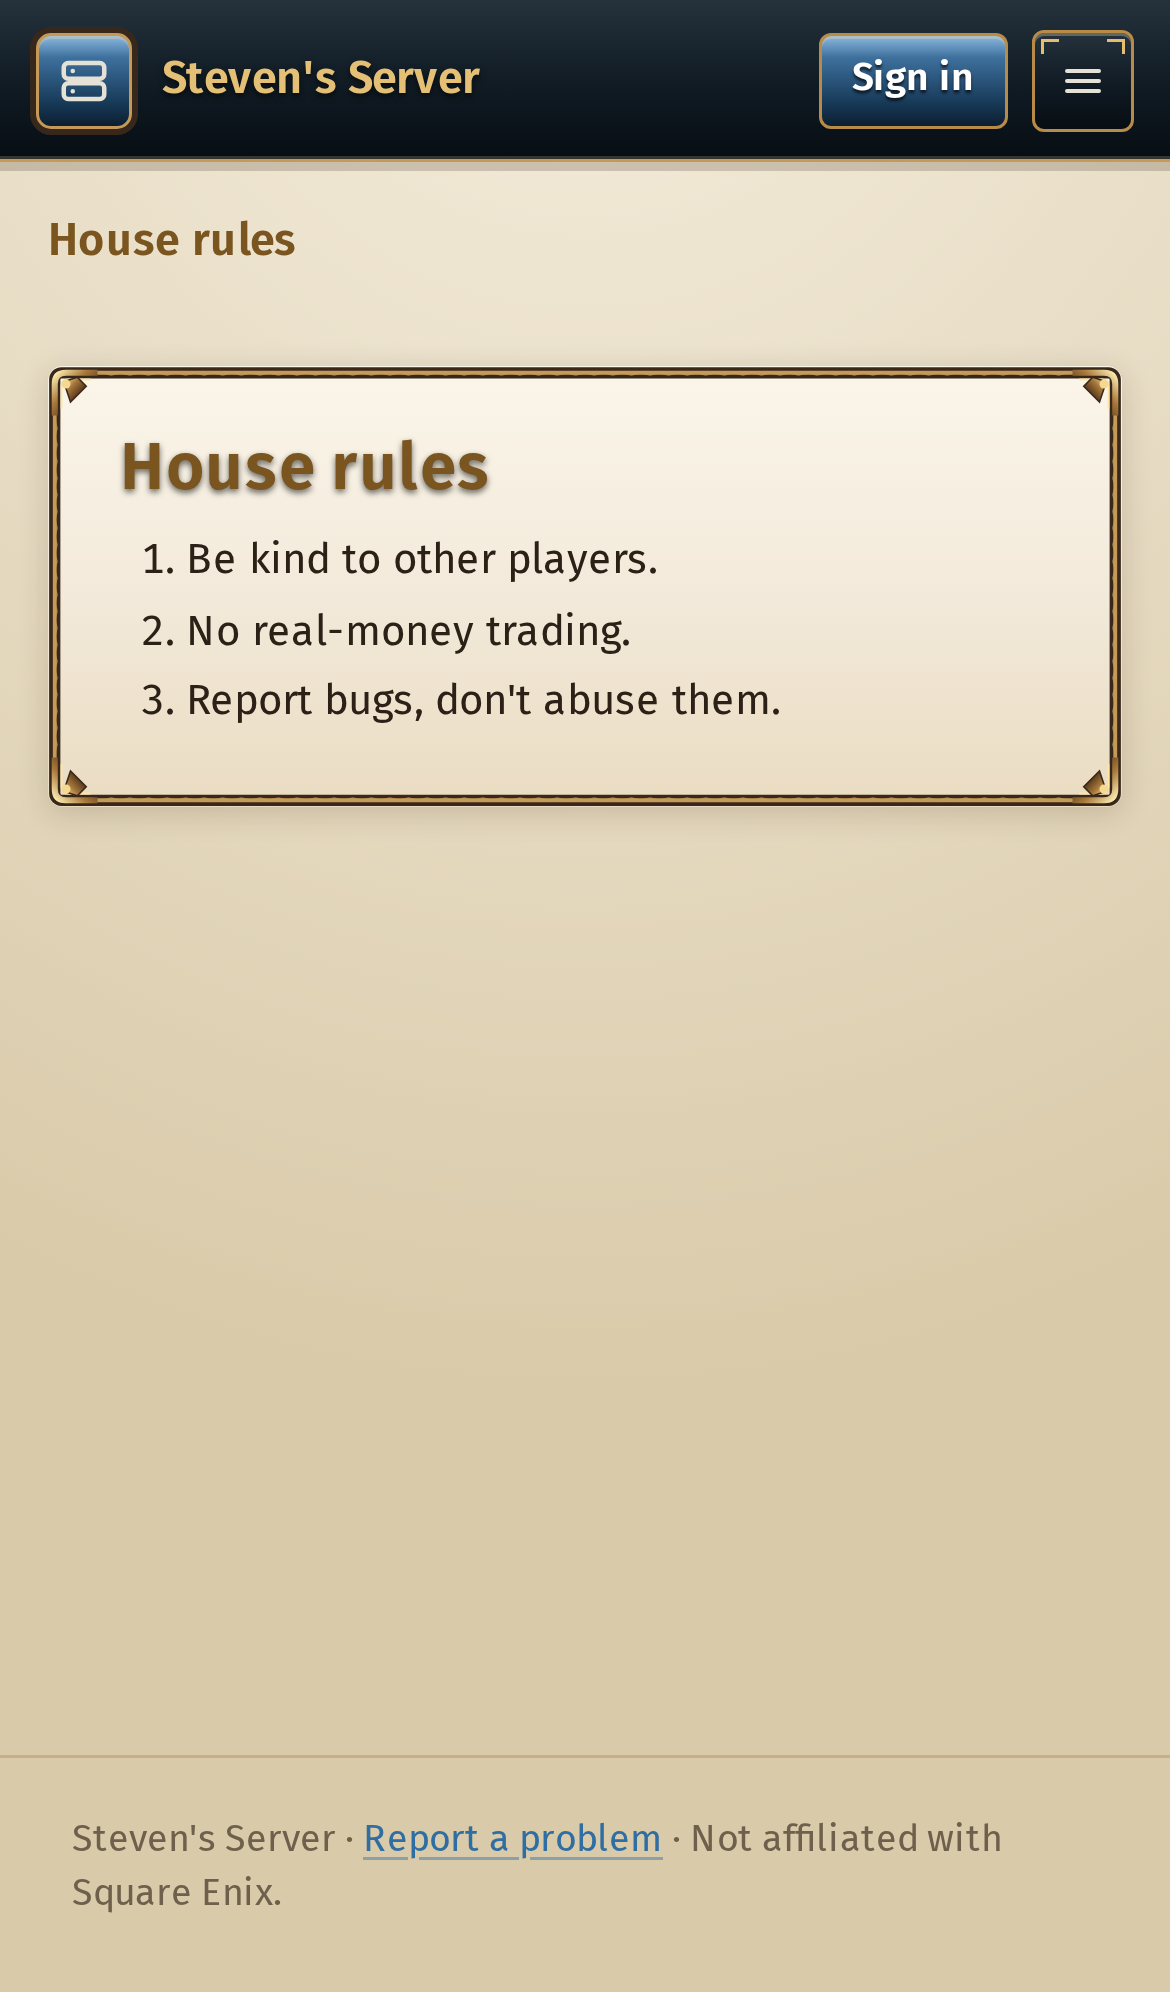 Steven's Server
Sign in
House rules
House rules
1. Be kind to other players.
2. No real-money trading.
3. Report bugs, don't abuse them.
Steven's Server · Report a problem · Not affiliated with
Square Enix.